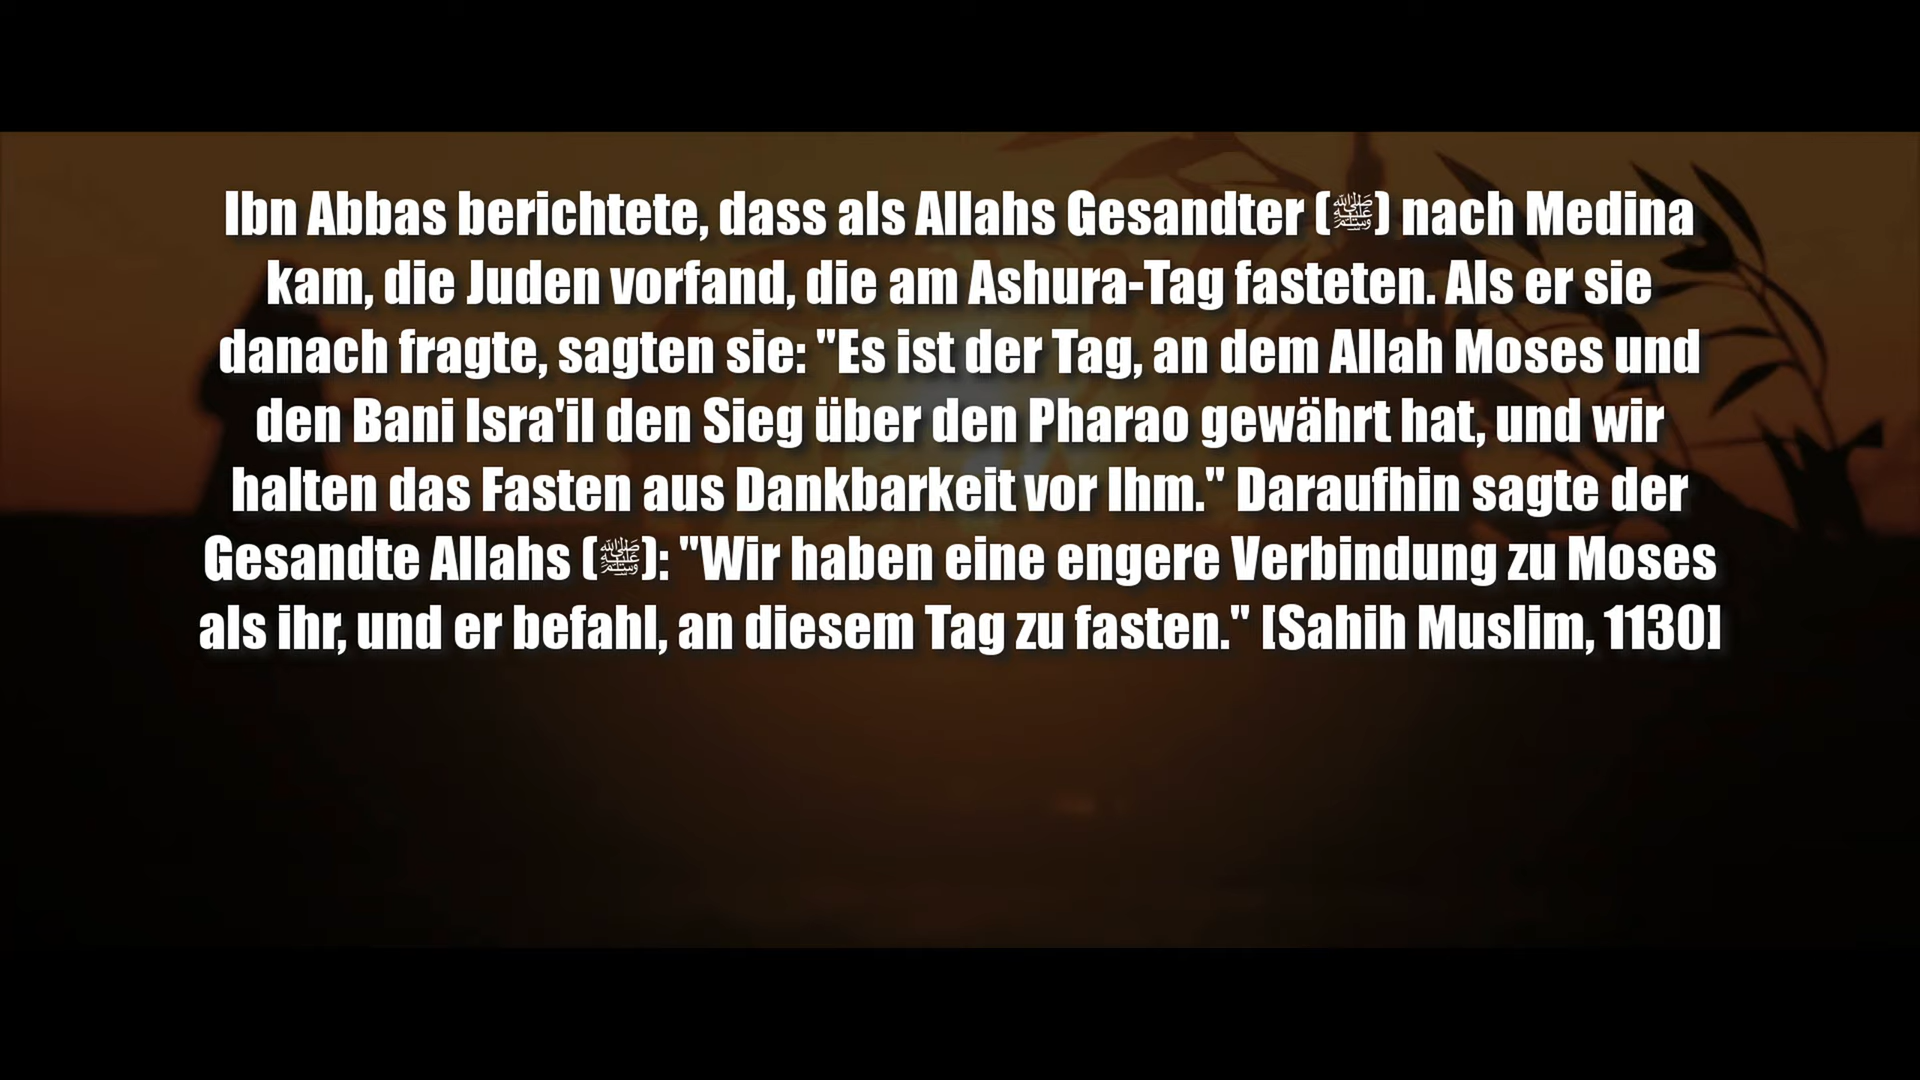 Ibn Abbas berichtete, dass als Allahs Gesandter (ﷺ) nach Medina
kam, die Juden vorfand, die am Ashura-Tag fasteten. Als er sie
danach fragte, sagten sie: "Es ist der Tag, an dem Allah Moses und
den Bani Isra'il den Sieg über den Pharao gewährt hat, und wir
halten das Fasten aus Dankbarkeit vor Ihm." Daraufhin sagte der
Gesandte Allahs (ﷺ): "Wir haben eine engere Verbindung zu Moses
als ihr, und er befahl, an diesem Tag zu fasten." [Sahih Muslim, 1130]